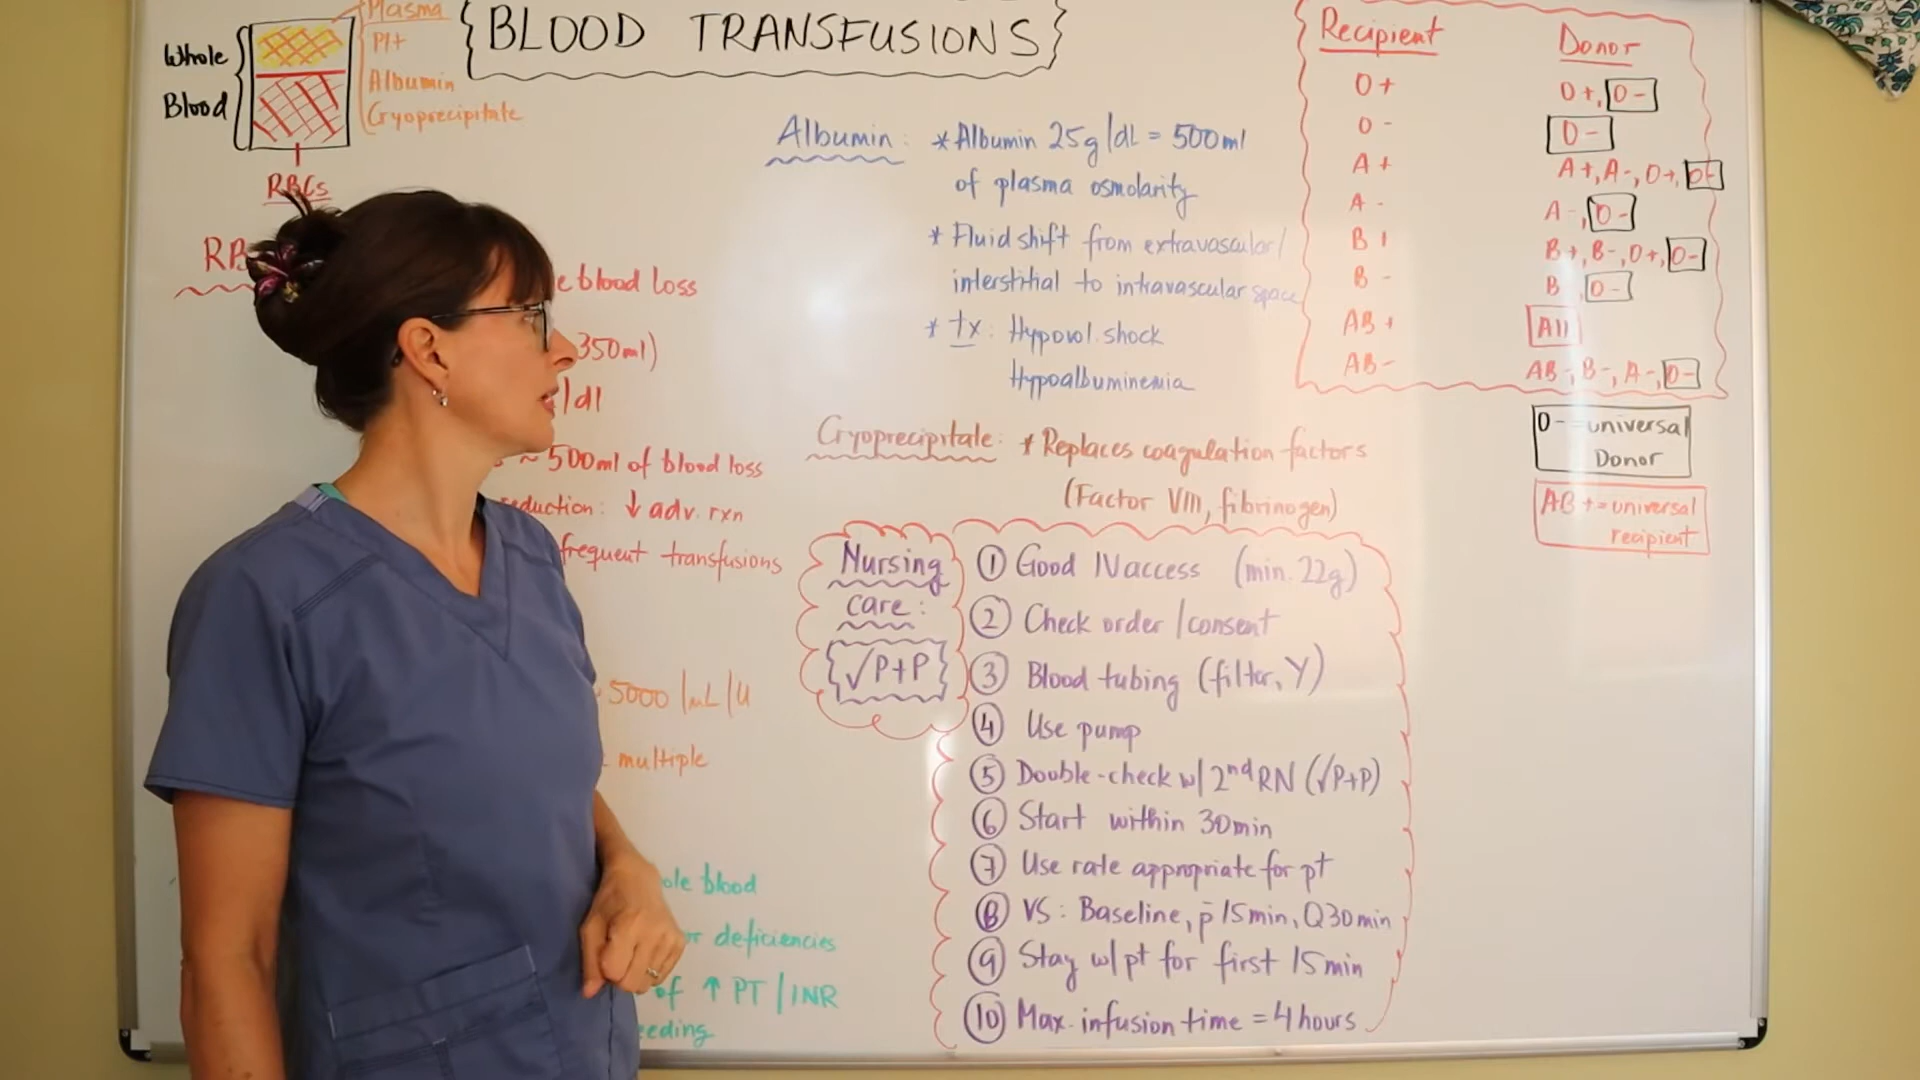 BLOOD TRANSFUSIONS
Whole
Blood
Plasma
Plt
Albumin
Cryoprecipitate
RBCs
blood loss
350ml)
/dl
~ 500ml of blood loss
↓ adv. rxn
frequent transfusions
5000 /mL/U
multiple
blood
deficiencies
of ↑ PT/INR
Albumin: * Albumin 25g/dL = 500ml
of plasma osmolarity
* Fluid shift from extravascular/
interstitial to intravascular space
* tx: Hypovol. shock
Hypoalbuminemia
Cryoprecipitate: * Replaces coagulation factors
(Factor VIII, fibrinogen)
Nursing
care:
√P+P
① Good IV access (min. 22g)
② Check order/consent
③ Blood tubing (filter, Y)
④ Use pump
⑤ Double-check w/ 2nd RN (√P+P)
⑥ Start within 30min
⑦ Use rate appropriate for pt
⑧ VS: Baseline, p̄ 15min, Q30min
⑨ Stay w/pt for first 15min
⑩ Max. infusion time = 4 hours
Recipient Donor
O+ O+, O-
O- O-
A+ A+, A-, O+, O-
A- A-, O-
B+ B+, B-, O+, O-
B- B, O-
AB+ All
AB- AB-, B-, A-, O-
O- = universal
Donor
AB+ = universal
recipient